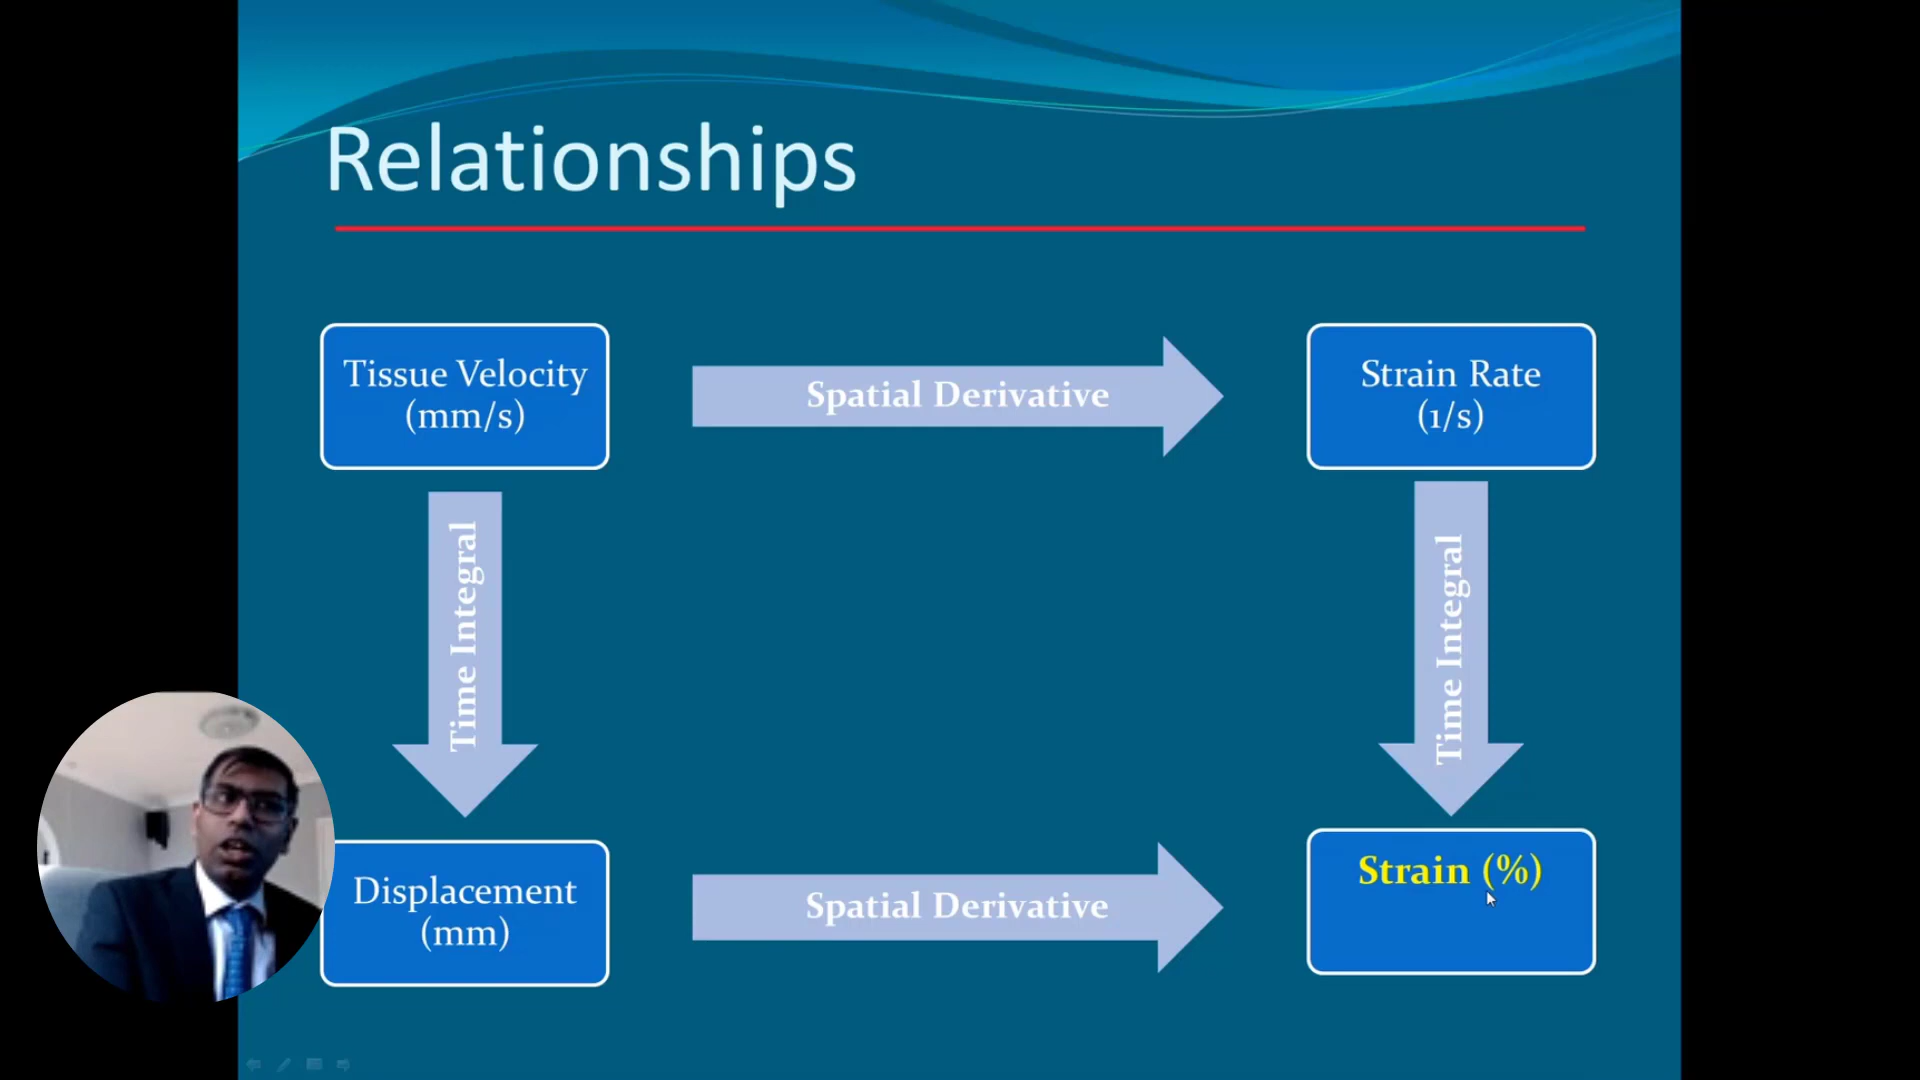 Relationships
Tissue Velocity
(mm/s)
Spatial Derivative
Strain Rate
(1/s)
Time Integral
Time Integral
Displacement
(mm)
Spatial Derivative
Strain (%)